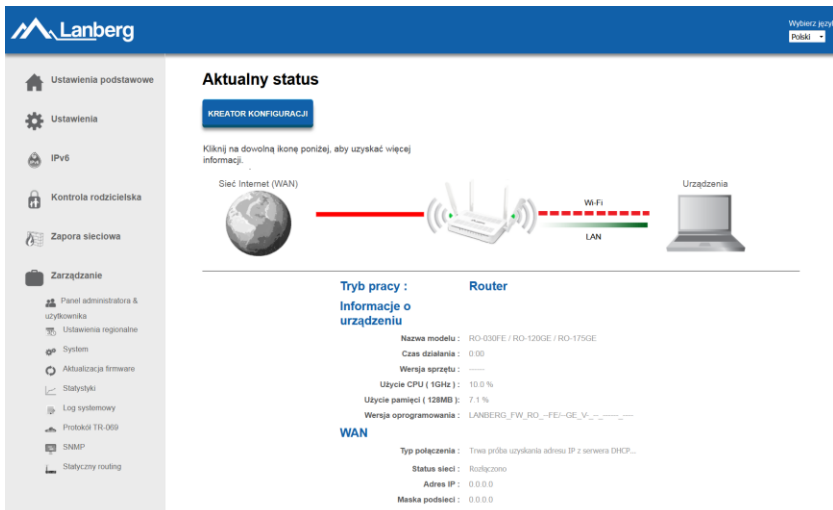 Lanberg
Wybierz język
Polski
Ustawienia podstawowe
Ustawienia
IPv6
Kontrola rodzicielska
Zapora sieciowa
Zarządzanie
Panel administratora &
użytkownika
Ustawienia regionalne
System
Aktualizacja firmware
Statystyki
Log systemowy
Protokół TR-069
SNMP
Statyczny routing
Aktualny status
KREATOR KONFIGURACJI
Kliknij na dowolną ikonę poniżej, aby uzyskać więcej
informacji.
Sieć Internet (WAN)
Wi-Fi
LAN
Urządzenia
Tryb pracy : Router
Informacje o
urządzeniu
Nazwa modelu : RO-030FE / RO-120GE / RO-175GE
Czas działania : 0:00
Wersja sprzętu : ------
Użycie CPU ( 1GHz ) : 10.0 %
Użycie pamięci ( 128MB ): 7.1 %
Wersja oprogramowania : LANBERG_FW_RO_--FE/--GE_V-_--_------_----
WAN
Typ połączenia : Trwa próba uzyskania adresu IP z serwera DHCP...
Status sieci : Rozłączono
Adres IP : 0.0.0.0
Maska podsieci : 0.0.0.0